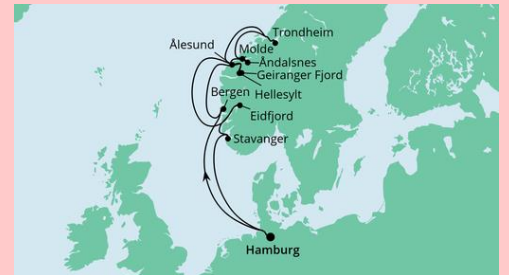 Trondheim
Ålesund
Molde
Åndalsnes
Geiranger Fjord
Bergen
Hellesylt
Eidfjord
Stavanger
Hamburg